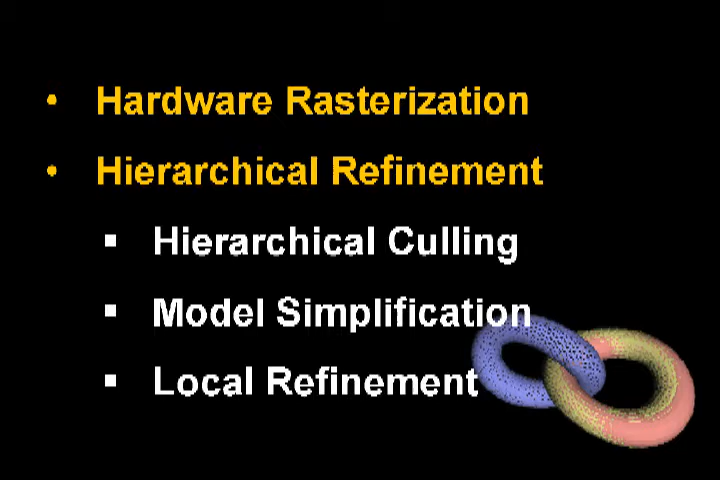 • Hardware Rasterization
• Hierarchical Refinement
▪ Hierarchical Culling
▪ Model Simplification
▪ Local Refinement